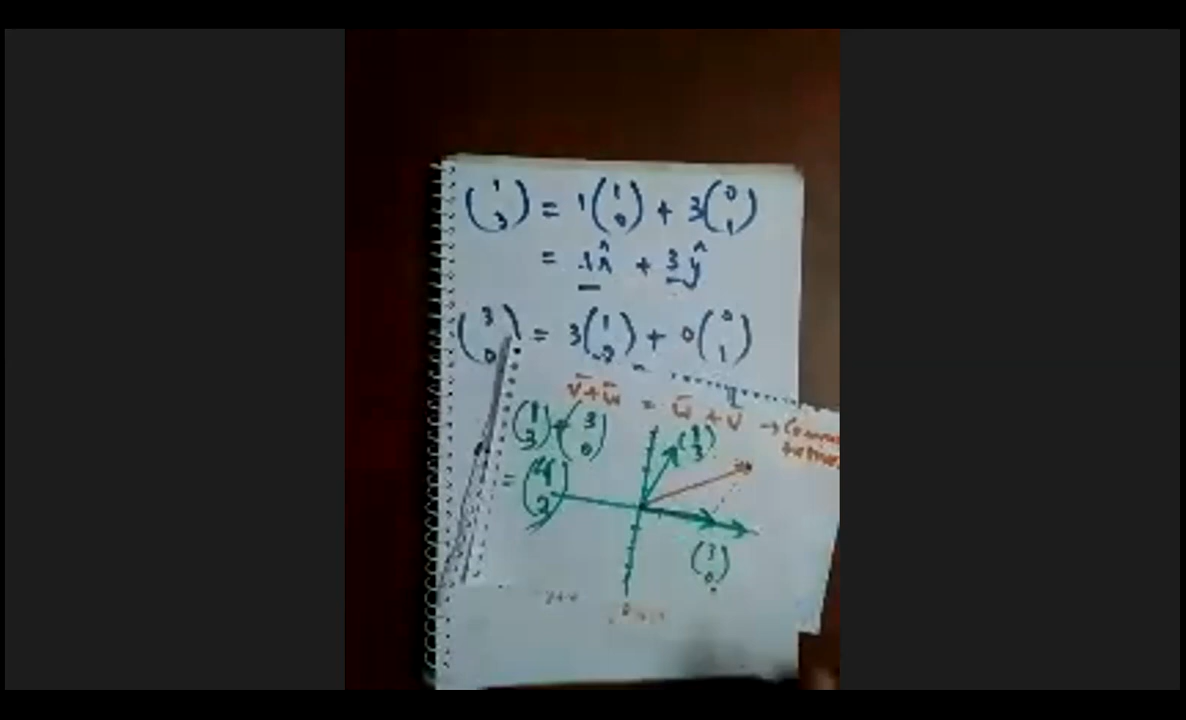 (1 3) = 1(1 0) + 3(0 1)
= 1x̂ + 3ŷ
(3 0) = 3(1 0) + 0(0 1)
v̄+ū = ū + v̄ →
(1 3) + (3 0)
= (4 3)
(1 3)
(3 0)